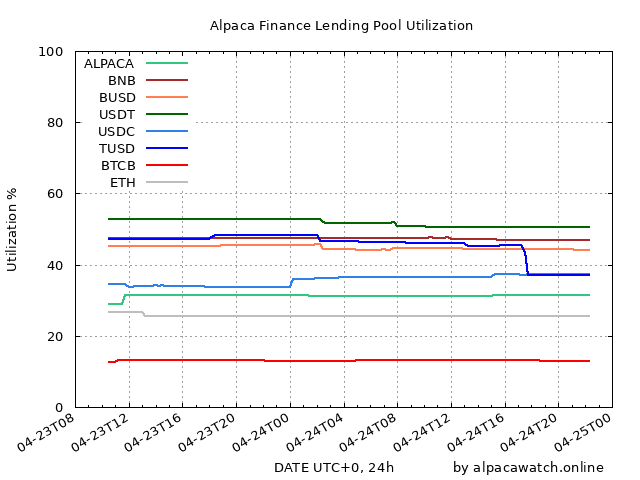 Alpaca Finance Lending Pool Utilization
100
80
60
40
20
0
Utilization %
ALPACA
BNB
BUSD
USDT
USDC
TUSD
BTCB
ETH
04-23T08
04-23T12
04-23T16
04-23T20
04-24T00
04-24T04
04-24T08
04-24T12
04-24T16
04-24T20
04-25T00
DATE UTC+0, 24h
by alpacawatch.online